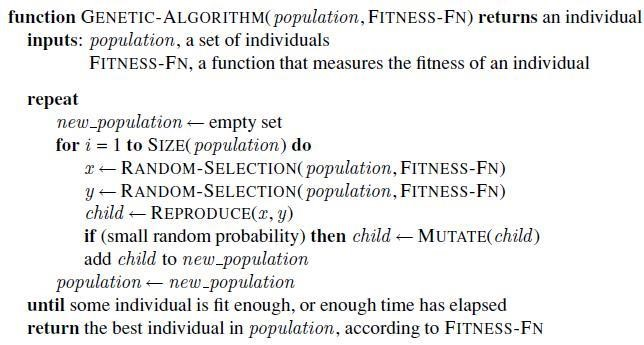 function GENETIC-ALGORITHM(population, FITNESS-FN) returns an individual
inputs: population, a set of individuals
FITNESS-FN, a function that measures the fitness of an individual
repeat
new_population ← empty set
for i = 1 to SIZE(population) do
x ← RANDOM-SELECTION(population, FITNESS-FN)
y ← RANDOM-SELECTION(population, FITNESS-FN)
child ← REPRODUCE(x, y)
if (small random probability) then child ← MUTATE(child)
add child to new_population
population ← new_population
until some individual is fit enough, or enough time has elapsed
return the best individual in population, according to FITNESS-FN